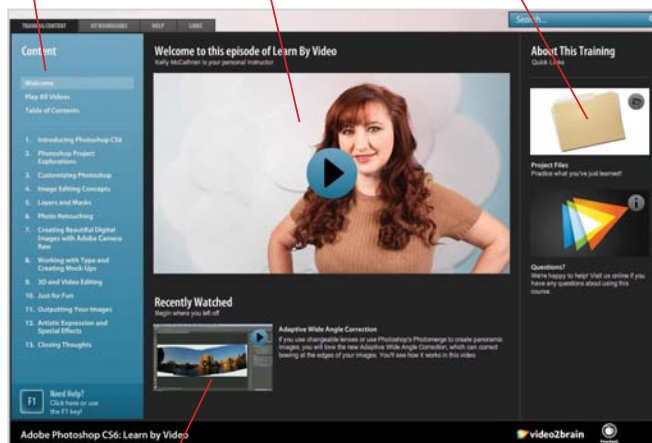 TRAINING CONTENT
MY BOOKMARKS
HELP
LINKS
Search...
Content
Welcome
Play All Videos
Table of Contents
1. Introducing Photoshop CS6
2. Photoshop Project
Explorations
3. Customizing Photoshop
4. Image Editing Concepts
5. Layers and Masks
6. Photo Retouching
7. Creating Beautiful Digital
Images with Adobe Camera
Raw
8. Working with Type and
Creating Mock-Ups
9. 3D and Video Editing
10. Just for Fun
11. Outputting Your Images
12. Artistic Expression and
Special Effects
13. Closing Thoughts
F1
Need Help?
Click here or use
the F1 key!
Welcome to this episode of Learn By Video
Kelly McCathran is your personal instructor
Recently Watched
Begin where you left off
Adaptive Wide Angle Correction
If you use changeable lenses or use Photoshop's Photomerge to create panoramic
images, you will love the new Adaptive Wide Angle Correction, which can correct
bowing at the edges of your images. You'll see how it works in this video.
About This Training
Quick Links
Project Files
Practice what you've just learned!
Questions?
We're happy to help! Visit us online if you
have any questions about using this
course.
Adobe Photoshop CS6: Learn by Video
video2brain
Peachpit